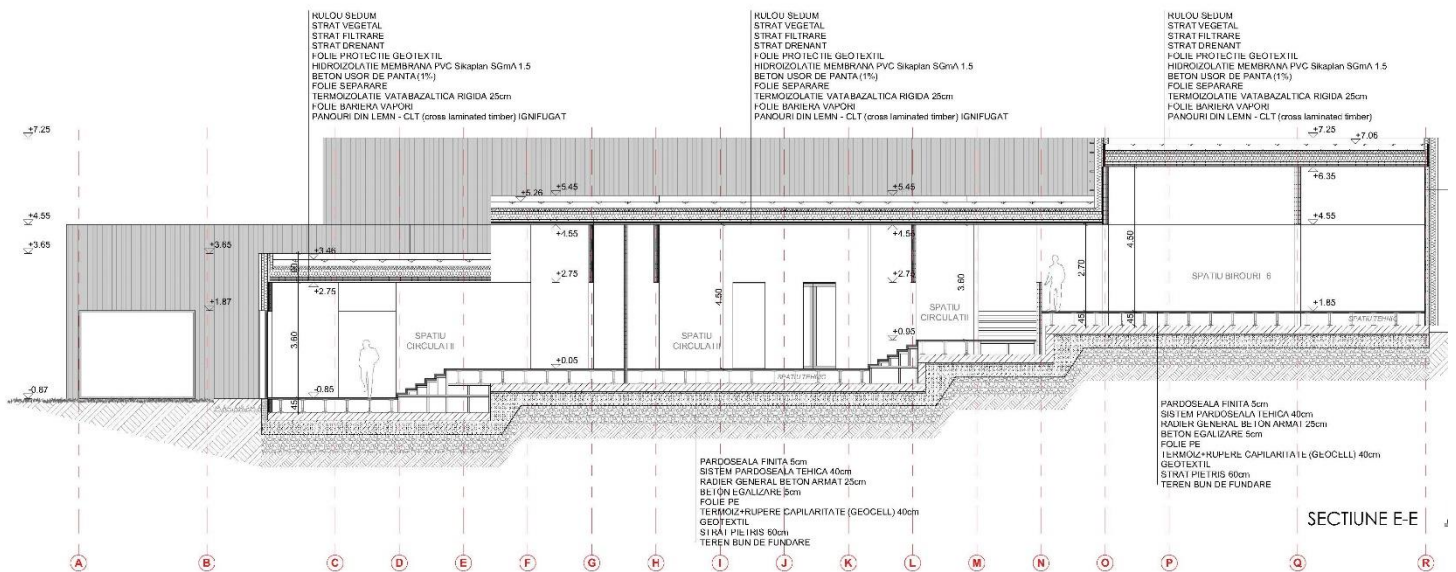 RULOU SEDUM
STRAT VEGETAL
STRAT FILTRARE
STRAT DRENANT
FOLIE PROTECTIE GEOTEXTIL
HIDROIZOLATIE MEMBRANA PVC Sikaplan SGmA 1.5
BETON USOR DE PANTA (1%)
FOLIE SEPARARE
TERMOIZOLATIE VATABAZALTICA RIGIDA 25cm
FOLIE BARIERA VAPORI
PANOURI DIN LEMN - CLT (cross laminated timber) IGNIFUGAT
RULOU SEDUM
STRAT VEGETAL
STRAT FILTRARE
STRAT DRENANT
FOLIE PROTECTIE GEOTEXTIL
HIDROIZOLATIE MEMBRANA PVC Sikaplan SGmA 1.5
BETON USOR DE PANTA (1%)
FOLIE SEPARARE
TERMOIZOLATIE VATABAZALTICA RIGIDA 25cm
FOLIE BARIERA VAPORI
PANOURI DIN LEMN - CLT (cross laminated timber) IGNIFUGAT
RULOU SEDUM
STRAT VEGETAL
STRAT FILTRARE
STRAT DRENANT
FOLIE PROTECTIE GEOTEXTIL
HIDROIZOLATIE MEMBRANA PVC Sikaplan SGmA 1.5
BETON USOR DE PANTA (1%)
FOLIE SEPARARE
TERMOIZOLATIE VATABAZALTICA RIGIDA 25cm
FOLIE BARIERA VAPORI
PANOURI DIN LEMN - CLT (cross laminated timber) IGNIFUGAT
+7.25
+7.25
+7.06
+5.26
+5.45
+5.45
+6.35
+4.55
+4.55
+4.55
+4.55
+3.65
+3.65
+3.46
60
+2.75
+2.75
+2.75
4.50
3.60
2.70
4.50
SPATIU BIROURI 6
+1.87
+1.85
3.60
SPATIU
CIRCULATII
SPATIU
CIRCULATII
SPATIU
CIRCULATII
+0.95
45
45
SPATIU TEHNIC
+0.05
SPATIU TEHNIC
-0.67
-0.85
45
PARDOSEALA FINITA 5cm
SISTEM PARDOSEALA TEHICA 40cm
RADIER GENERAL BETON ARMAT 25cm
BETON EGALIZARE 5cm
FOLIE PE
TERMOIZ+RUPERE CAPILARITATE (GEOCELL) 40cm
GEOTEXTIL
STRAT PIETRIS 60cm
TEREN BUN DE FUNDARE
PARDOSEALA FINITA 5cm
SISTEM PARDOSEALA TEHICA 40cm
RADIER GENERAL BETON ARMAT 25cm
BETON EGALIZARE 5cm
FOLIE PE
TERMOIZ+RUPERE CAPILARITATE (GEOCELL) 40cm
GEOTEXTIL
STRAT PIETRIS 60cm
TEREN BUN DE FUNDARE
SECTIUNE E-E
A B C D E F G H I J K L M N O P Q R